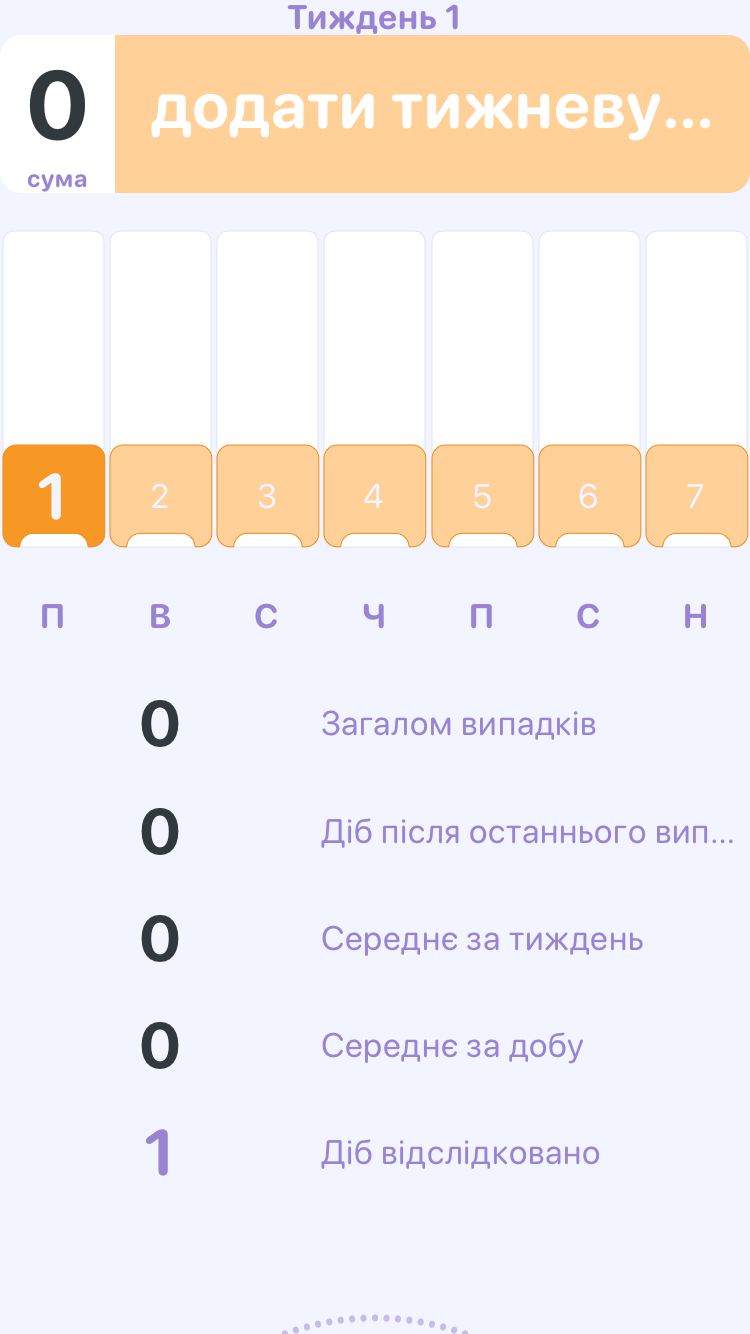 Тиждень 1
0
сума
додати тижневу...
1 2 3 4 5 6 7
П В С Ч П С Н
0 Загалом випадків
0 Діб після останнього вип...
0 Середнє за тиждень
0 Середнє за добу
1 Діб відслідковано